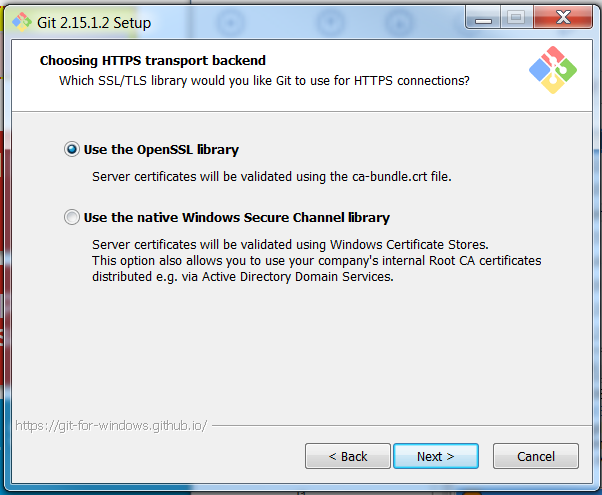 Git 2.15.1.2 Setup
Choosing HTTPS transport backend
Which SSL/TLS library would you like Git to use for HTTPS connections?
Use the OpenSSL library
Server certificates will be validated using the ca-bundle.crt file.
Use the native Windows Secure Channel library
Server certificates will be validated using Windows Certificate Stores.
This option also allows you to use your company's internal Root CA certificates
distributed e.g. via Active Directory Domain Services.
https://git-for-windows.github.io/
< Back
Next >
Cancel